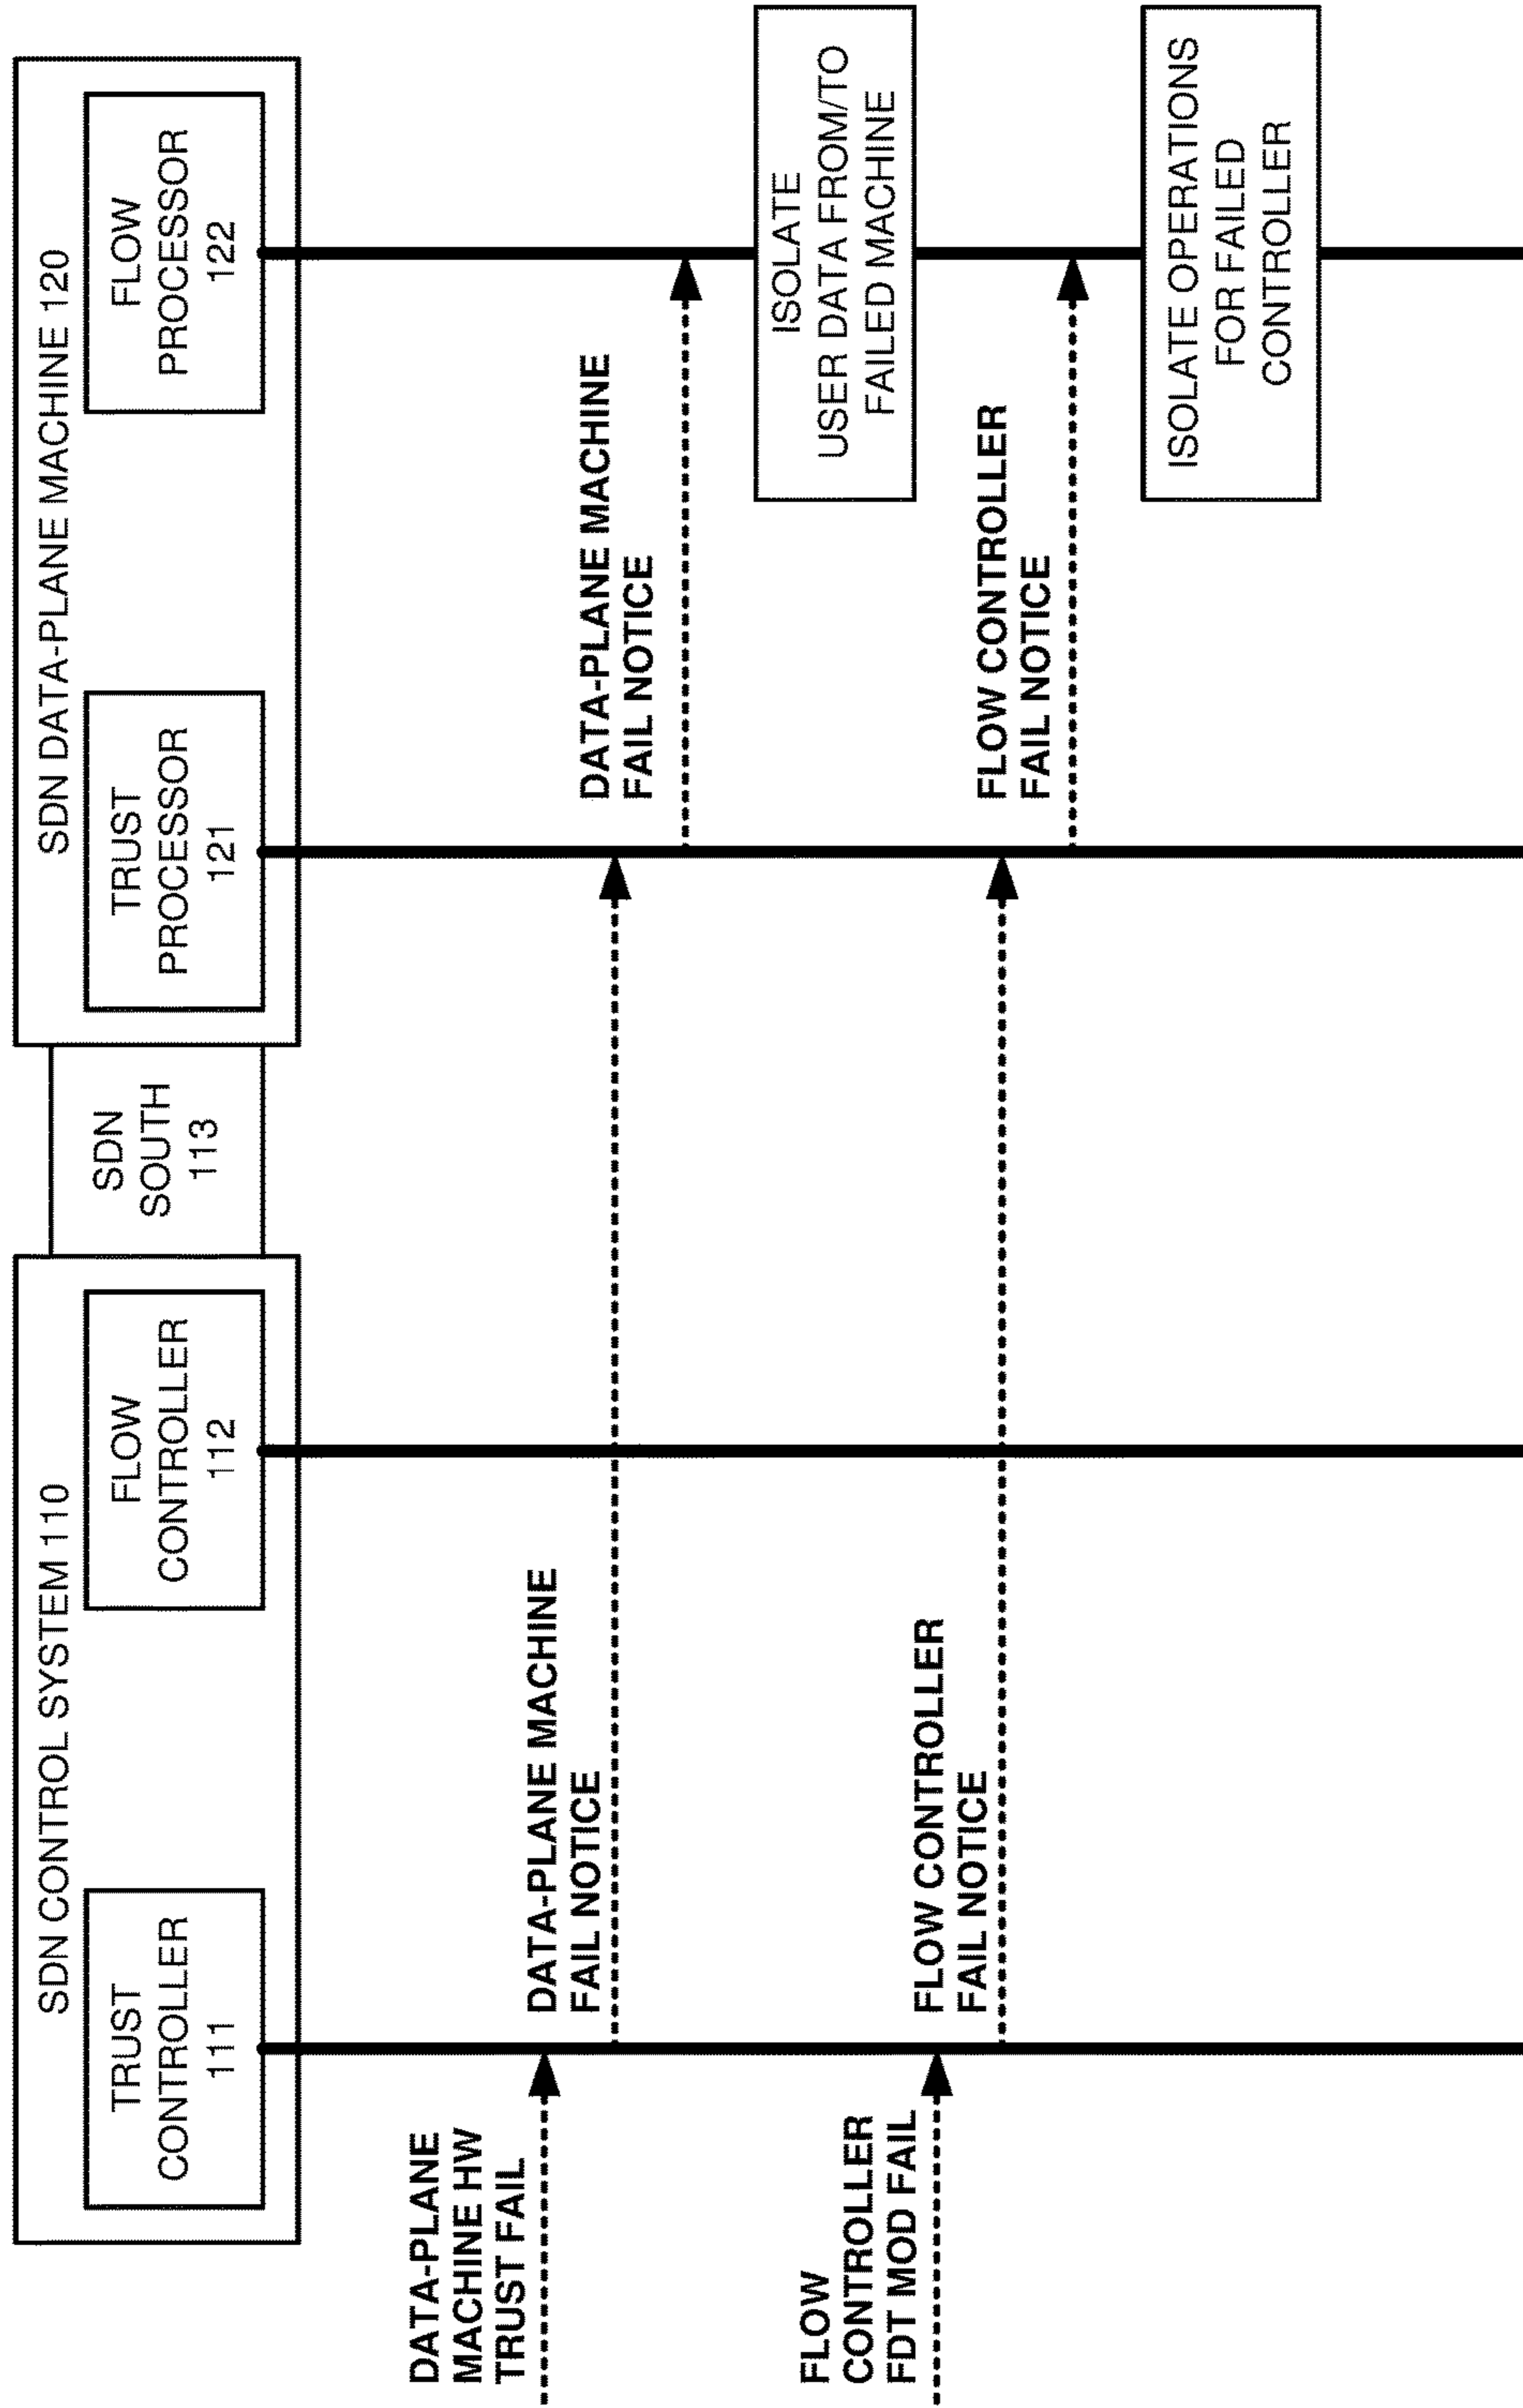 SDN CONTROL SYSTEM 110
TRUST
CONTROLLER
111
FLOW
CONTROLLER
112
SDN
SOUTH
113
SDN DATA-PLANE MACHINE 120
TRUST
PROCESSOR
121
FLOW
PROCESSOR
122
DATA-PLANE
MACHINE HW
TRUST FAIL
DATA-PLANE MACHINE
FAIL NOTICE
DATA-PLANE MACHINE
FAIL NOTICE
ISOLATE
USER DATA FROM/TO
FAILED MACHINE
FLOW
CONTROLLER
FDT MOD FAIL
FLOW CONTROLLER
FAIL NOTICE
FLOW CONTROLLER
FAIL NOTICE
ISOLATE OPERATIONS
FOR FAILED
CONTROLLER